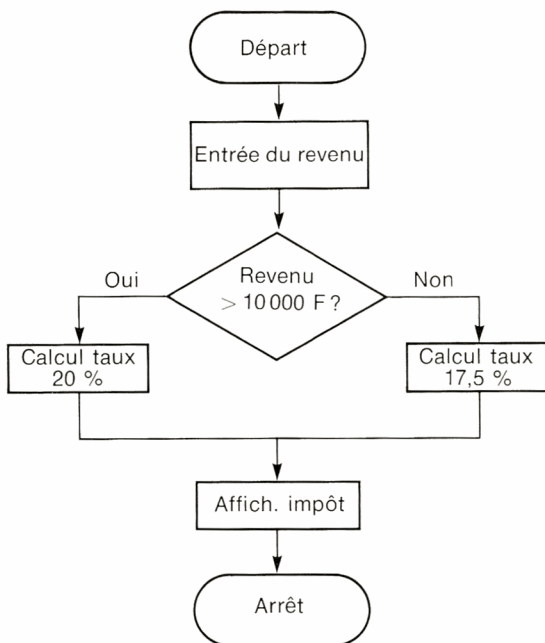 Départ
Entrée du revenu
Revenu
> 10 000 F ?
Oui
Non
Calcul taux
20 %
Calcul taux
17,5 %
Affich. impôt
Arrêt